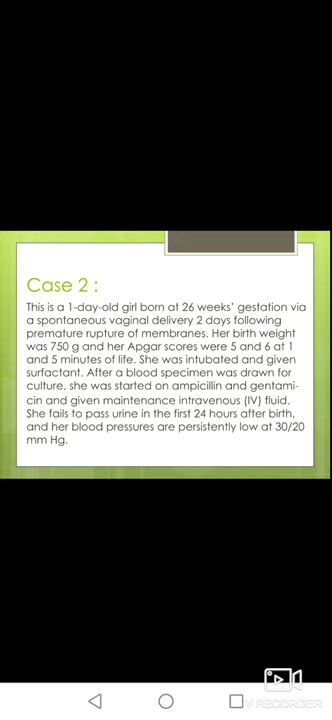 Case 2 :
This is a 1-day-old girl born at 26 weeks' gestation via
a spontaneous vaginal delivery 2 days following
premature rupture of membranes. Her birth weight
was 750 g and her Apgar scores were 5 and 6 at 1
and 5 minutes of life. She was intubated and given
surfactant. After a blood specimen was drawn for
culture, she was started on ampicillin and gentami-
cin and given maintenance intravenous (IV) fluid.
She fails to pass urine in the first 24 hours after birth,
and her blood pressures are persistently low at 30/20
mm Hg.
V RECORDER